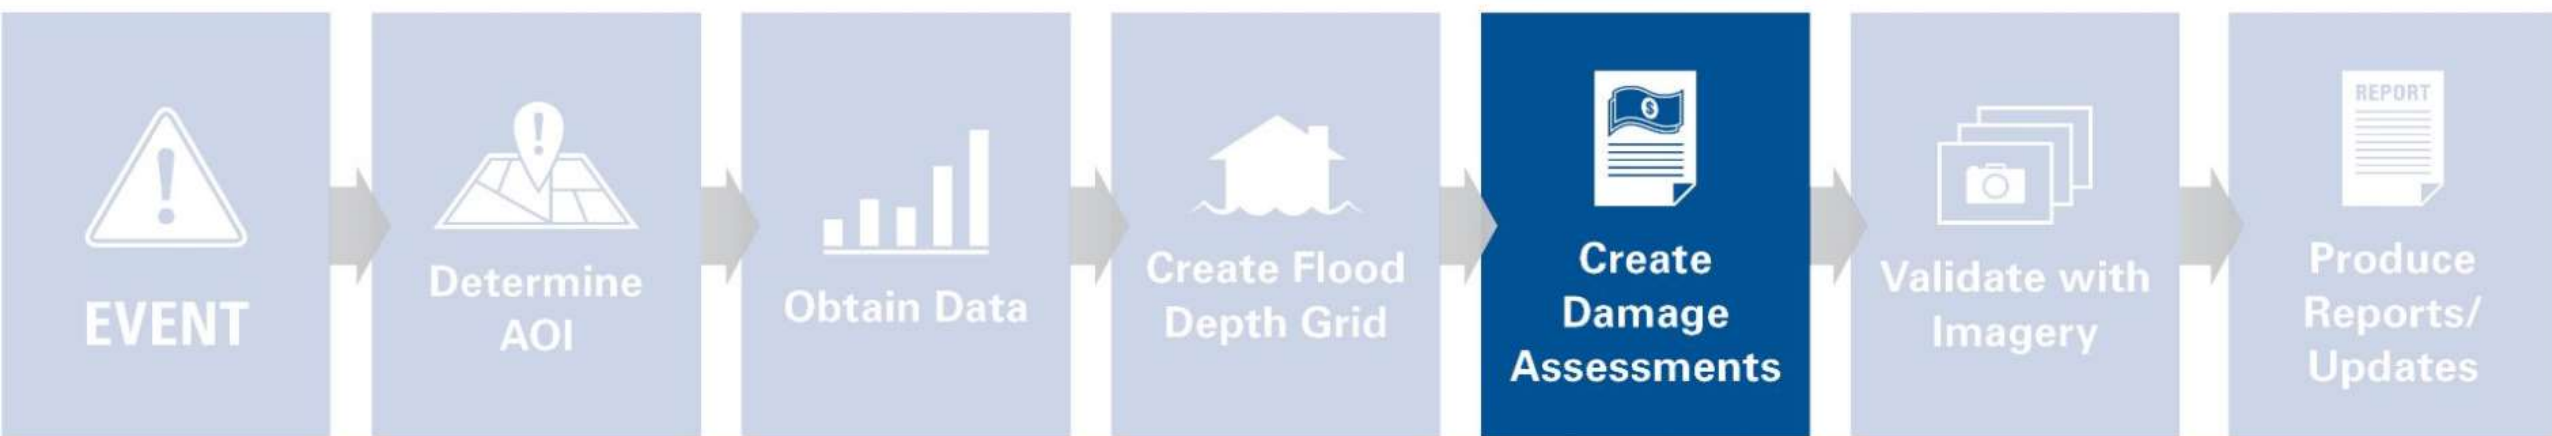 EVENT
Determine
AOI
Obtain Data
Create Flood
Depth Grid
$
Create
Damage
Assessments
Validate with
Imagery
REPORT
Produce
Reports/
Updates